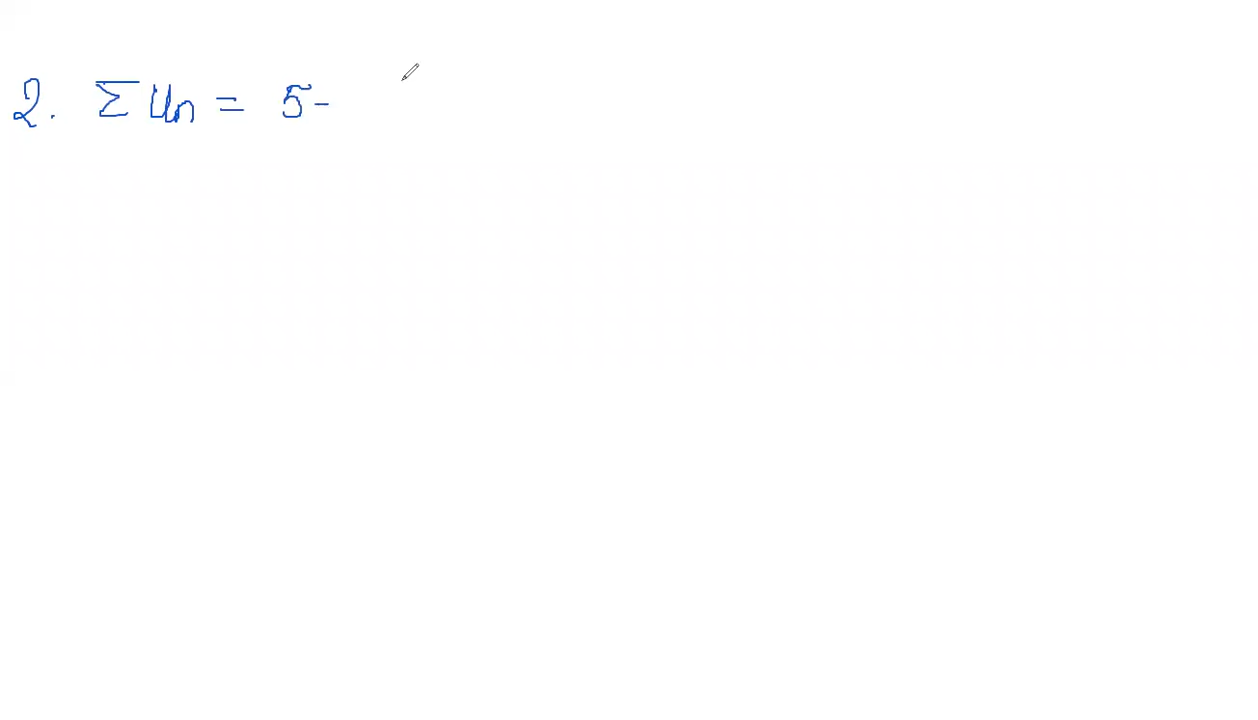 2. Σ Un = 5-